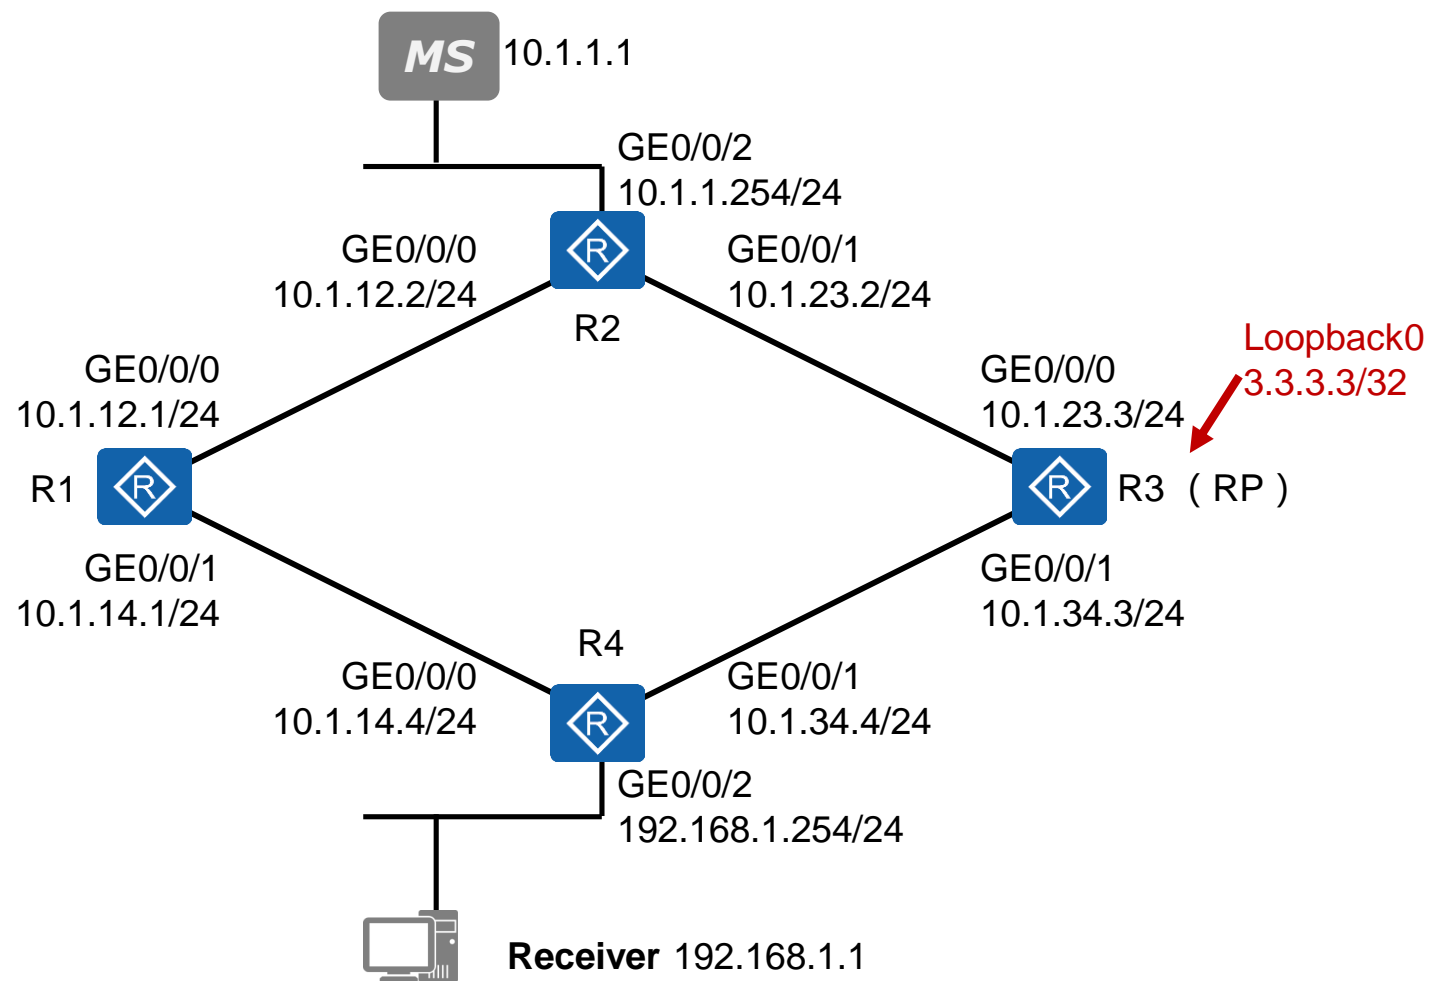 MS 10.1.1.1
GE0/0/2
10.1.1.254/24
R
GE0/0/0
10.1.12.2/24
GE0/0/1
10.1.23.2/24
R2
Loopback0
3.3.3.3/32
GE0/0/0
10.1.12.1/24
GE0/0/0
10.1.23.3/24
R1
R
R
R3 ( RP )
GE0/0/1
10.1.14.1/24
GE0/0/1
10.1.34.3/24
R4
GE0/0/0
10.1.14.4/24
R
GE0/0/1
10.1.34.4/24
GE0/0/2
192.168.1.254/24
Receiver 192.168.1.1